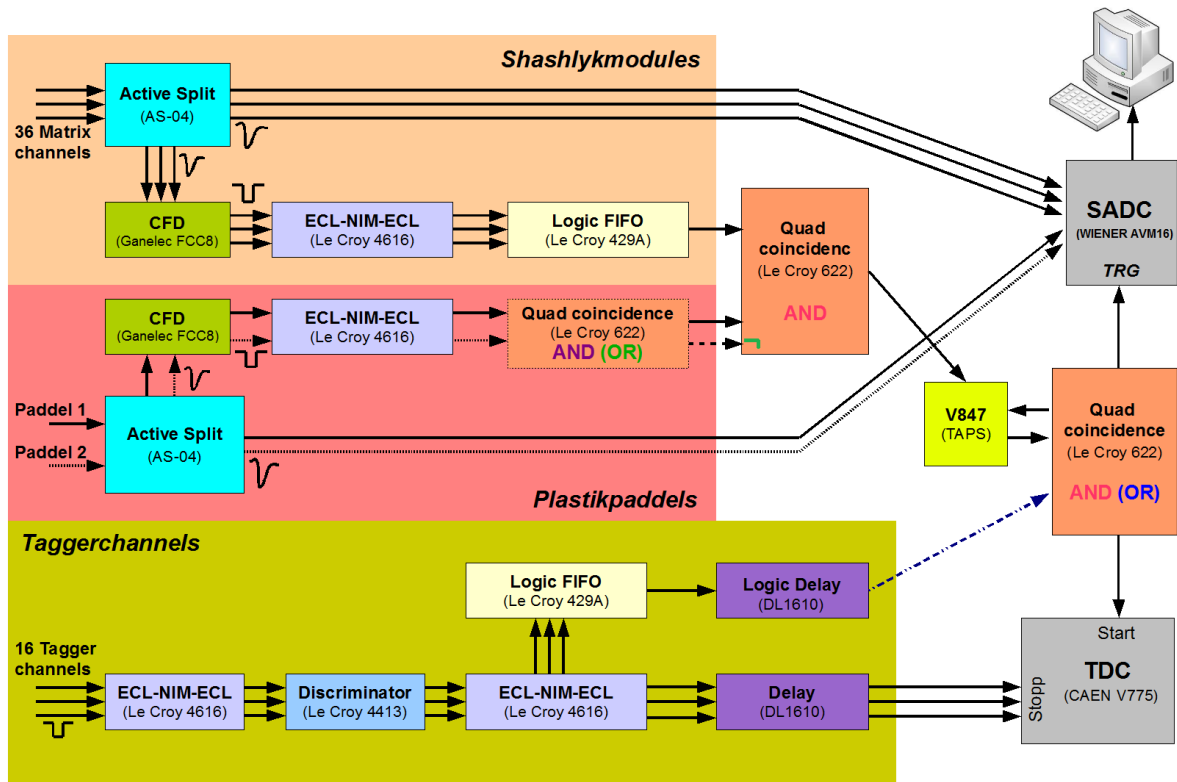 Shashlykmodules
Active Split
(AS-04)
36 Matrix
channels
CFD
(Ganelec FCC8)
ECL-NIM-ECL
(Le Croy 4616)
Logic FIFO
(Le Croy 429A)
Quad
coincidenc
(Le Croy 622)
AND
SADC
(WIENER AVM16)
TRG
CFD
(Ganelec FCC8)
ECL-NIM-ECL
(Le Croy 4616)
Quad coincidence
(Le Croy 622)
AND (OR)
Paddel 1
Paddel 2
Active Split
(AS-04)
Plastikpaddels
V847
(TAPS)
Quad
coincidence
(Le Croy 622)
AND (OR)
Taggerchannels
Logic FIFO
(Le Croy 429A)
Logic Delay
(DL1610)
16 Tagger
channels
ECL-NIM-ECL
(Le Croy 4616)
Discriminator
(Le Croy 4413)
ECL-NIM-ECL
(Le Croy 4616)
Delay
(DL1610)
Start
Stopp
TDC
(CAEN V775)